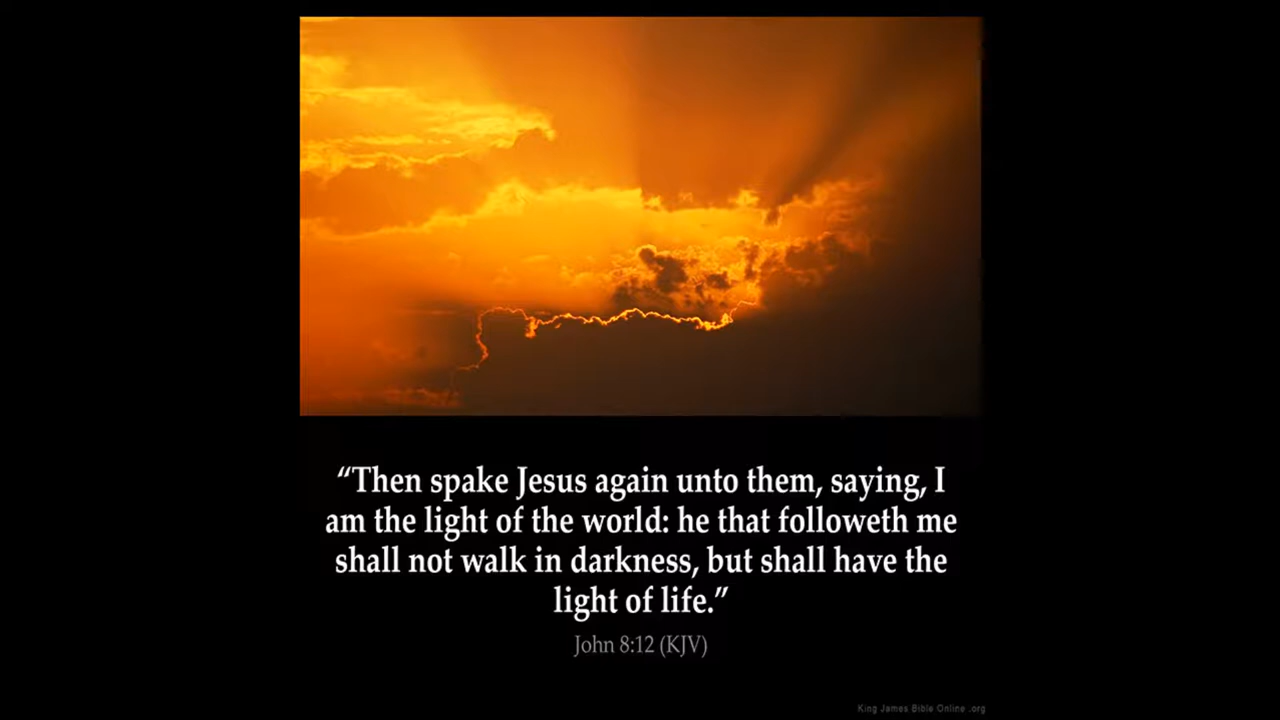 “Then spake Jesus again unto them, saying, I
am the light of the world: he that followeth me
shall not walk in darkness, but shall have the
light of life.”
John 8:12 (KJV)
King James Bible Online .org